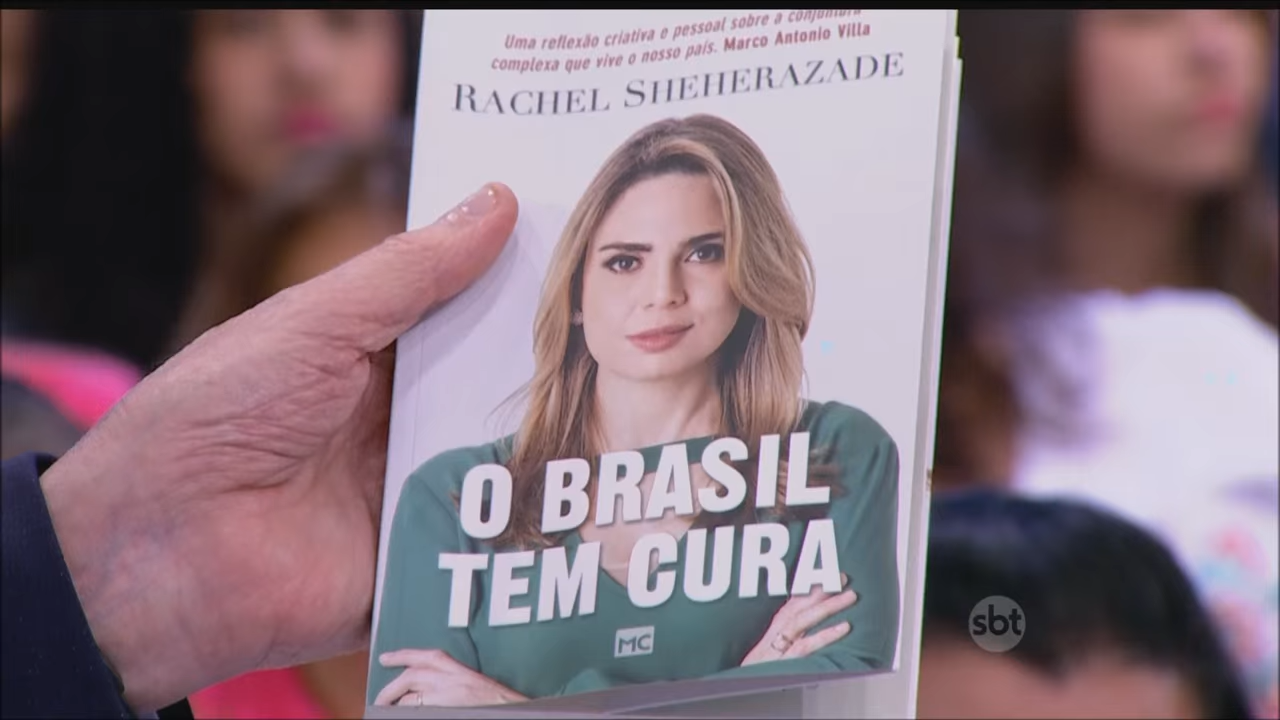 Uma reflexão criativa e pessoal sobre a conjuntura
complexa que vive o nosso país. Marco Antonio Villa
RACHEL SHEHERAZADE
O BRASIL
TEM CURA
MC
sbt